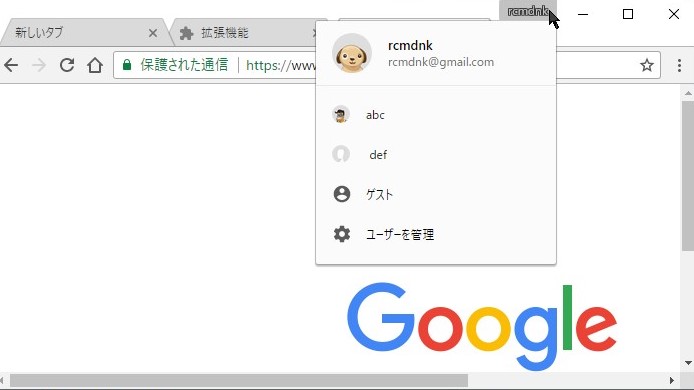 rcmdnk
新しいタブ
拡張機能
rcmdnk
rcmdnk@gmail.com
保護された通信
https://www
abc
def
ゲスト
ユーザーを管理
Google